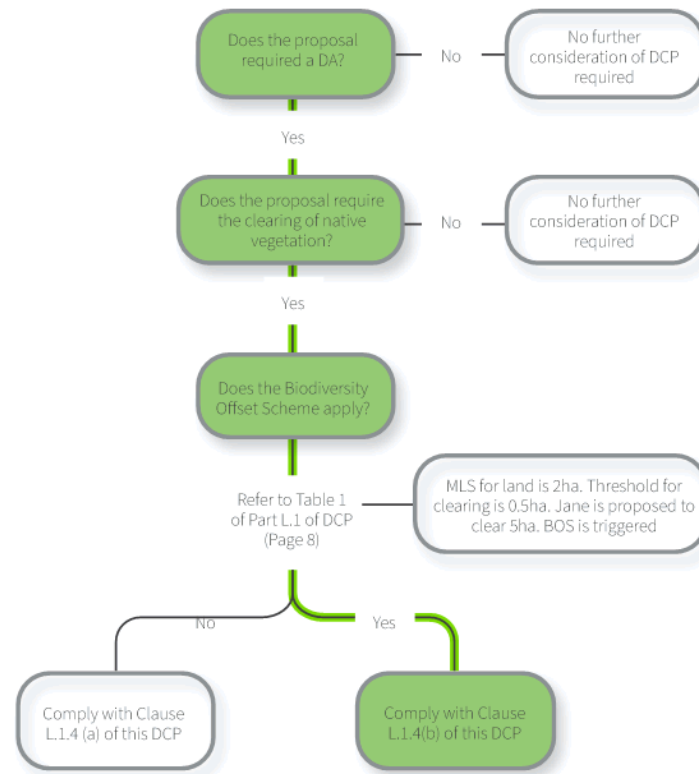 Does the proposal
required a DA?
No
No further
consideration of DCP
required
Yes
Does the proposal require
the clearing of native
vegetation?
No
No further
consideration of DCP
required
Yes
Does the Biodiversity
Offset Scheme apply?
Refer to Table 1
of Part L.1 of DCP
(Page 8)
MLS for land is 2ha. Threshold for
clearing is 0.5ha. Jane is proposed to
clear 5ha. BOS is triggered
No
Yes
Comply with Clause
L.1.4 (a) of this DCP
Comply with Clause
L.1.4(b) of this DCP